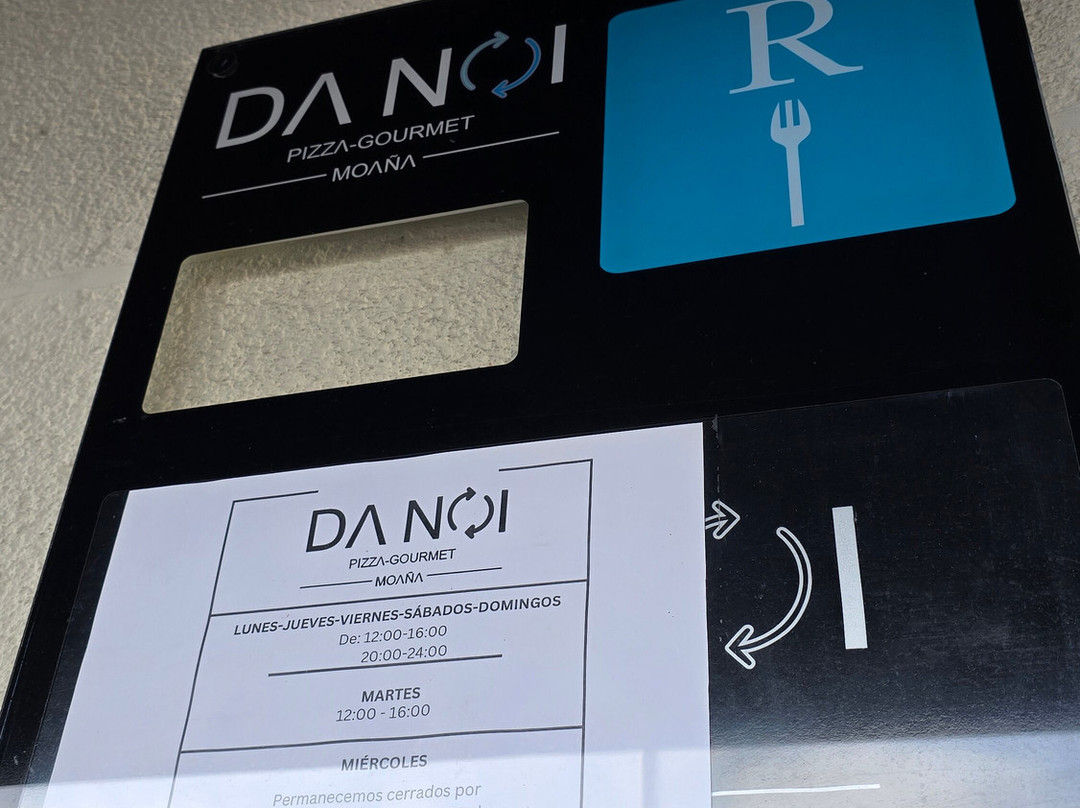 DA NOI
PIZZA-GOURMET
MOAÑA
R
DA NOI
PIZZA-GOURMET
MOAÑA
LUNES-JUEVES-VIERNES-SÁBADOS-DOMINGOS
De: 12:00-16:00
20:00-24:00
MARTES
12:00 - 16:00
MIÉRCOLES
Permanecemos cerrados por
I